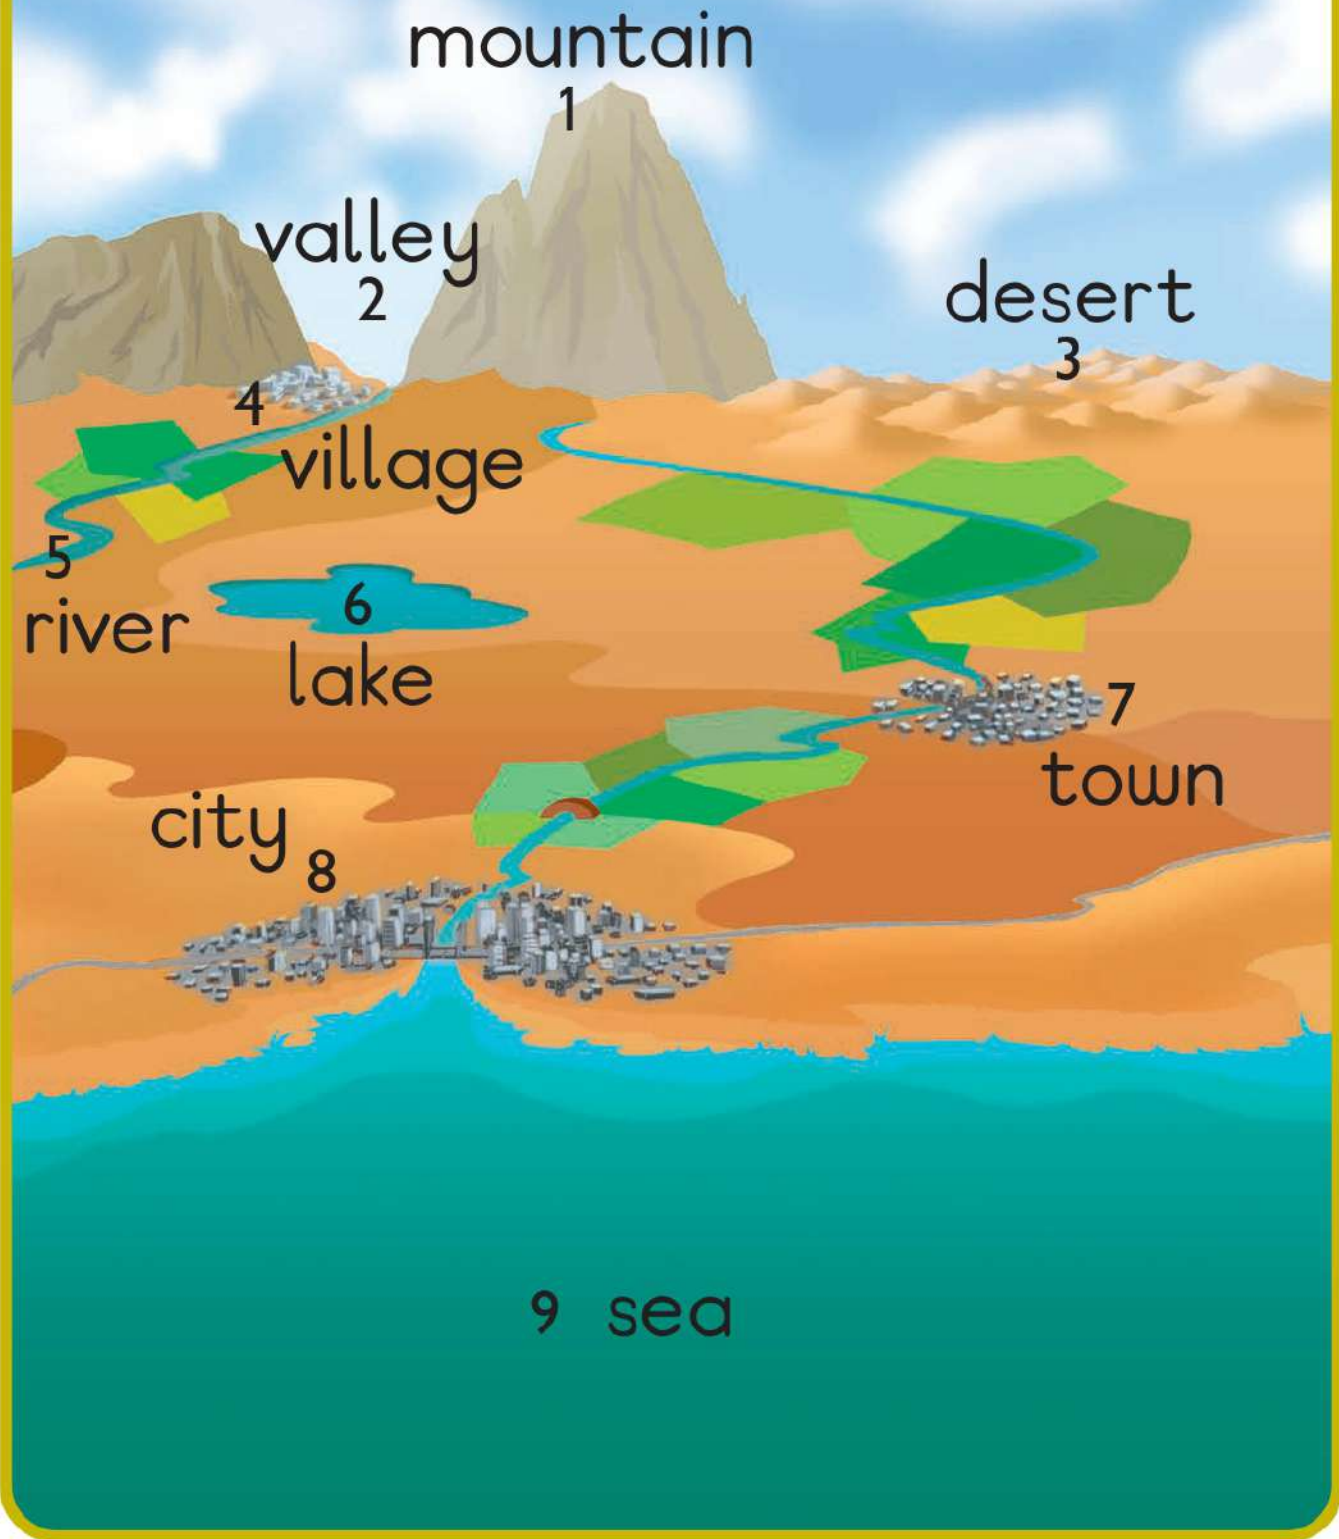 mountain
1
valley
2
desert
3
4
village
5
river
6
lake
7
town
city
8
9 sea